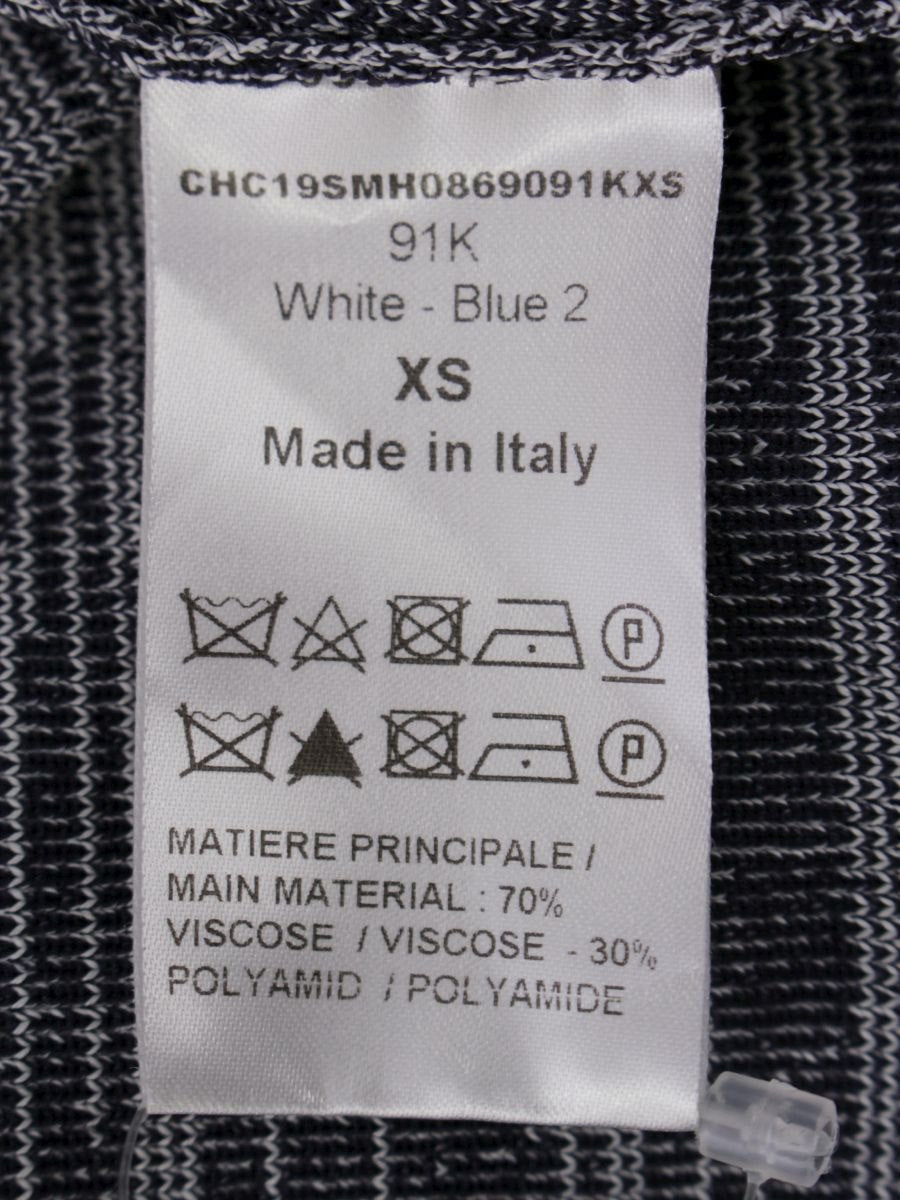 CHC19SMH0869091KXS
91K
White - Blue 2
XS
Made in Italy
P
P
MATIERE PRINCIPALE /
MAIN MATERIAL : 70%
VISCOSE / VISCOSE - 30%
POLYAMID / POLYAMIDE